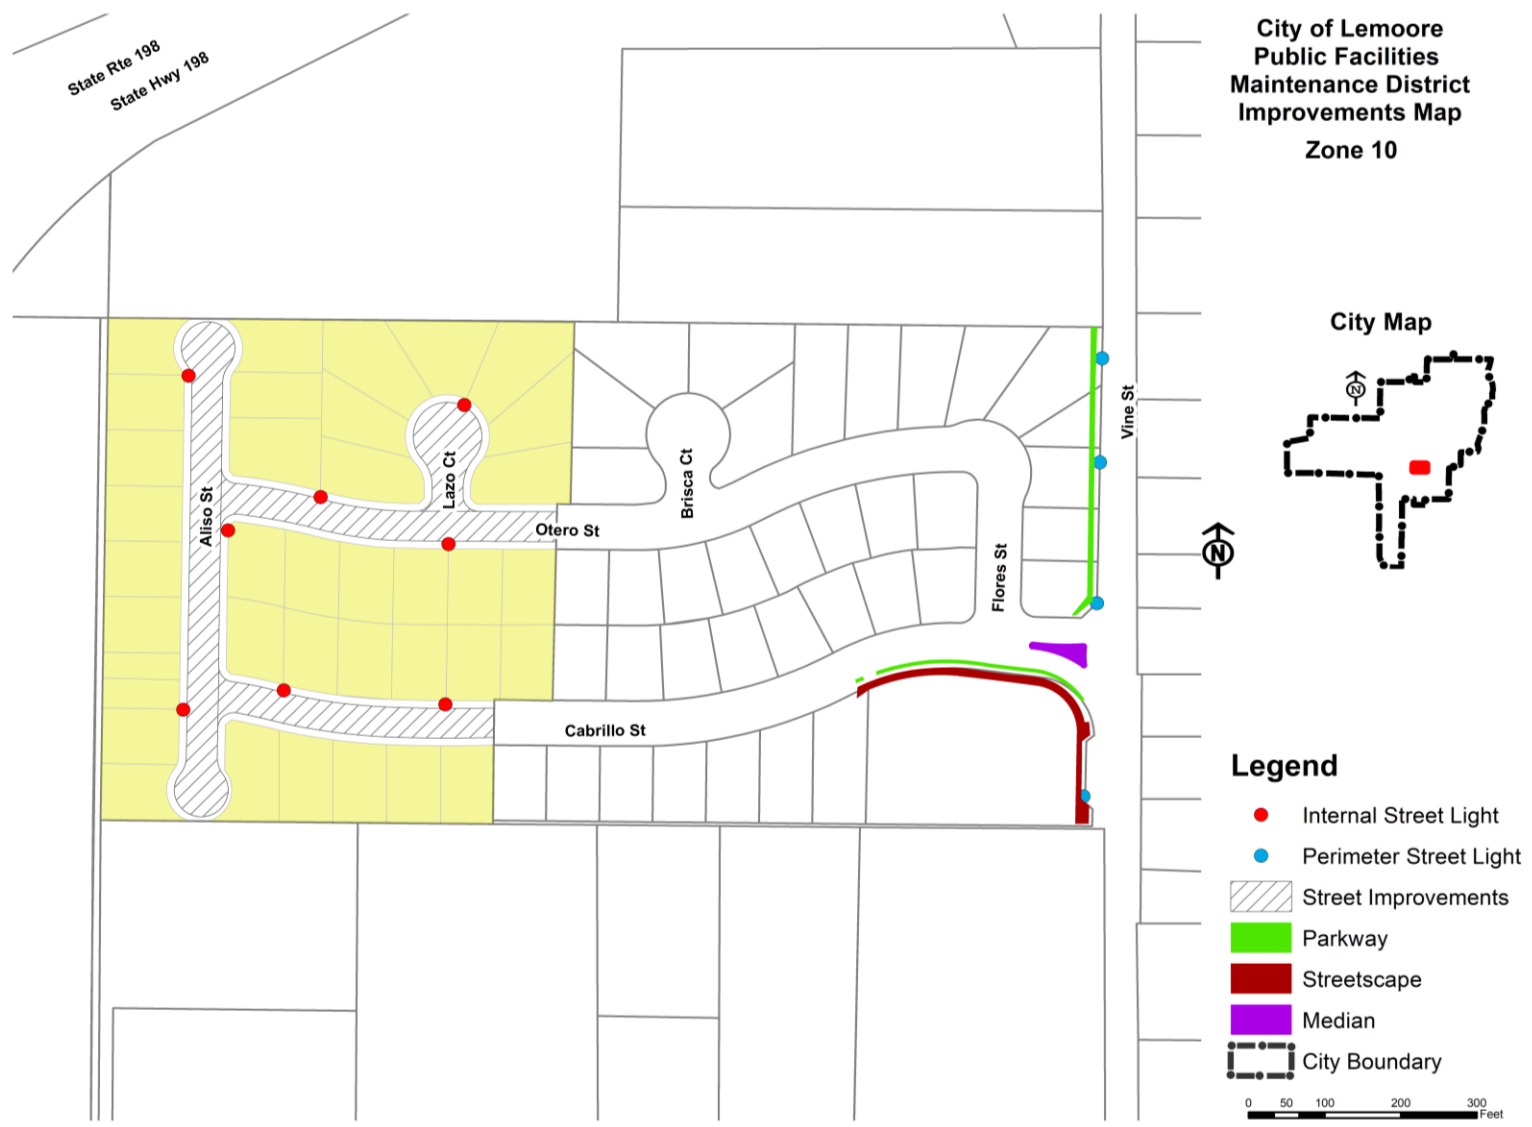 City of Lemoore
Public Facilities
Maintenance District
Improvements Map
Zone 10
State Rte 198
State Hwy 198
City Map
N
Vine St
Lazo Ct
Brisca Ct
Aliso St
Otero St
N
Flores St
Cabrillo St
Legend
Internal Street Light
Perimeter Street Light
Street Improvements
Parkway
Streetscape
Median
City Boundary
0 50 100 200 300
Feet